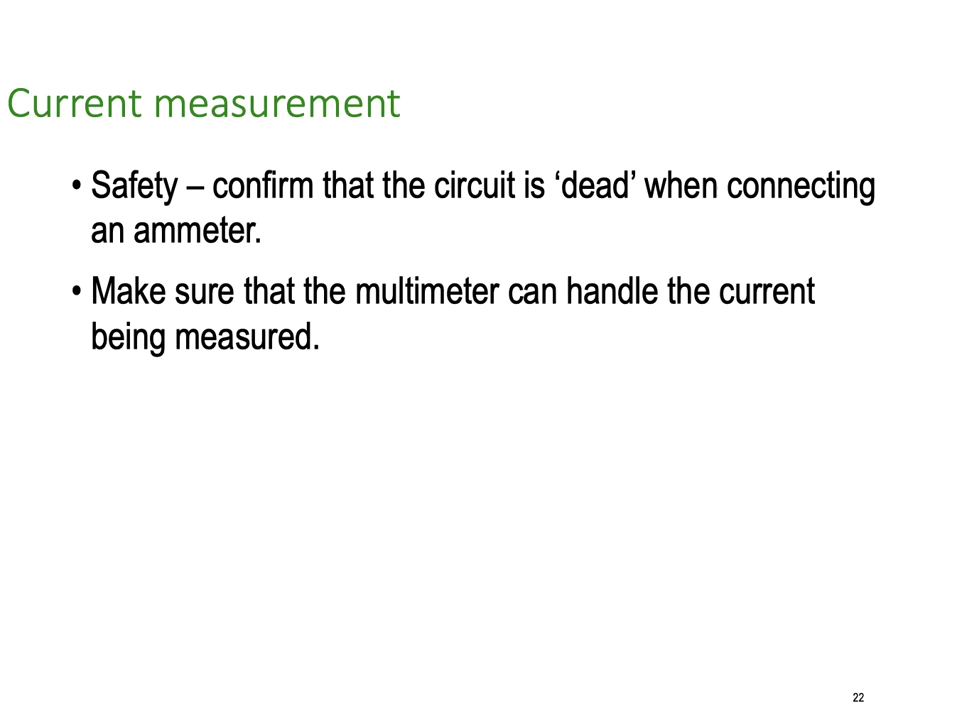 Current measurement
• Safety – confirm that the circuit is ‘dead’ when connecting
an ammeter.
• Make sure that the multimeter can handle the current
being measured.
22